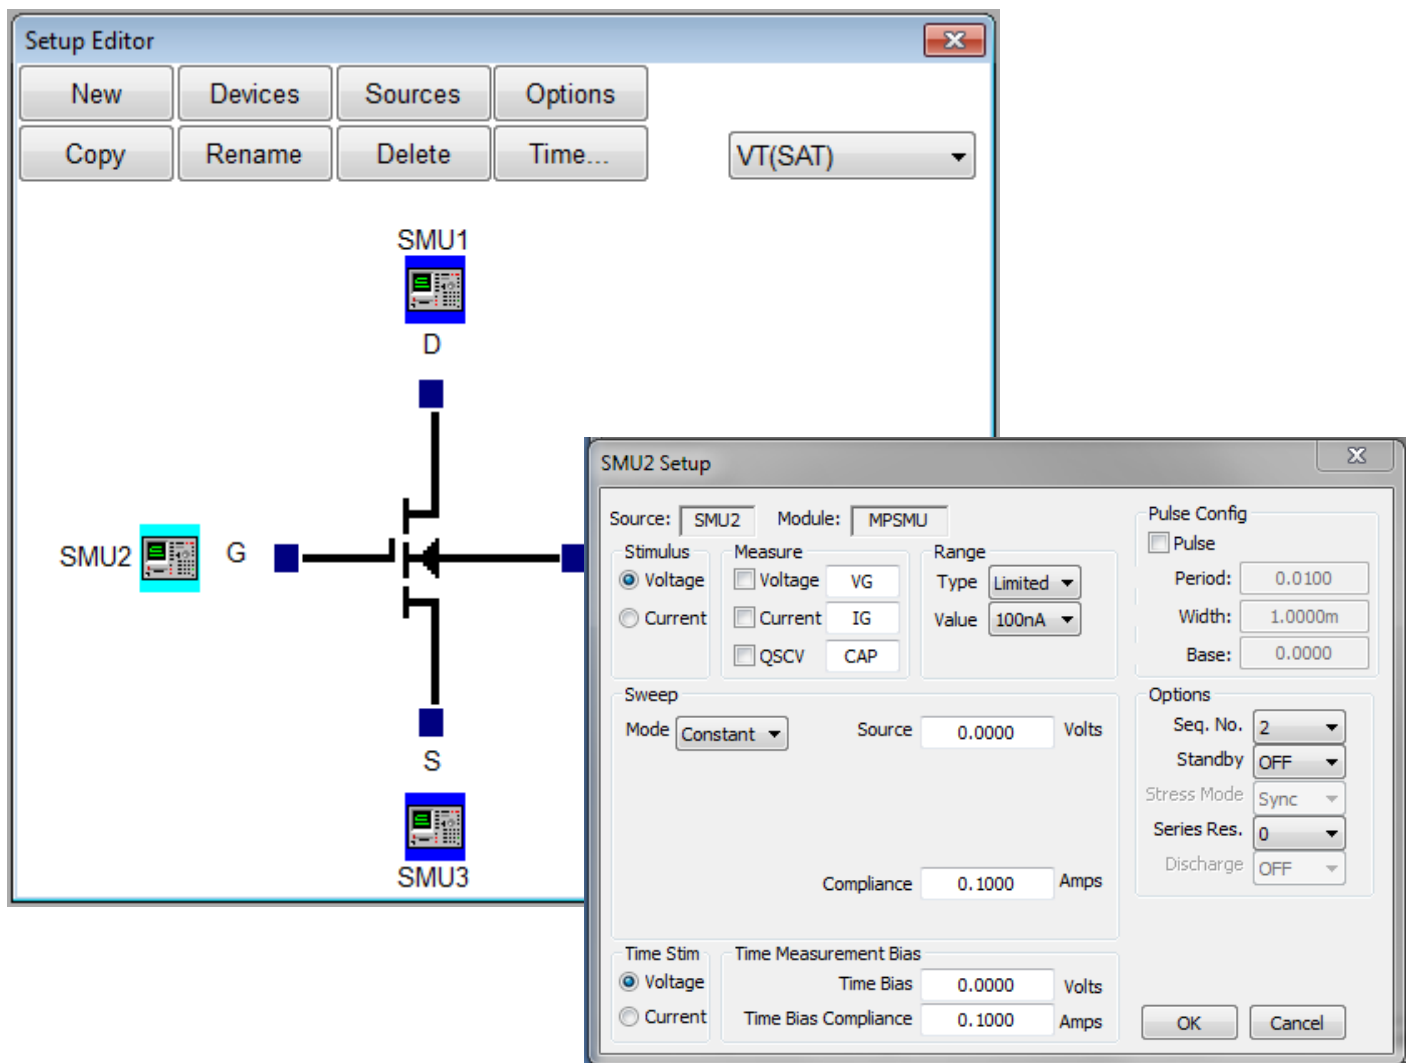 Setup Editor
New Devices Sources Options
Copy Rename Delete Time... VT(SAT)
SMU1
D
SMU2 G
S
SMU3
SMU2 Setup
Source: SMU2 Module: MPSMU
Stimulus
Voltage
Current
Measure
Voltage VG
Current IG
QSCV CAP
Range
Type Limited
Value 100nA
Pulse Config
Pulse
Period: 0.0100
Width: 1.0000m
Base: 0.0000
Sweep
Mode Constant Source 0.0000 Volts
Compliance 0.1000 Amps
Options
Seq. No. 2
Standby OFF
Stress Mode Sync
Series Res. 0
Discharge OFF
Time Stim
Voltage
Current
Time Measurement Bias
Time Bias 0.0000 Volts
Time Bias Compliance 0.1000 Amps
OK Cancel